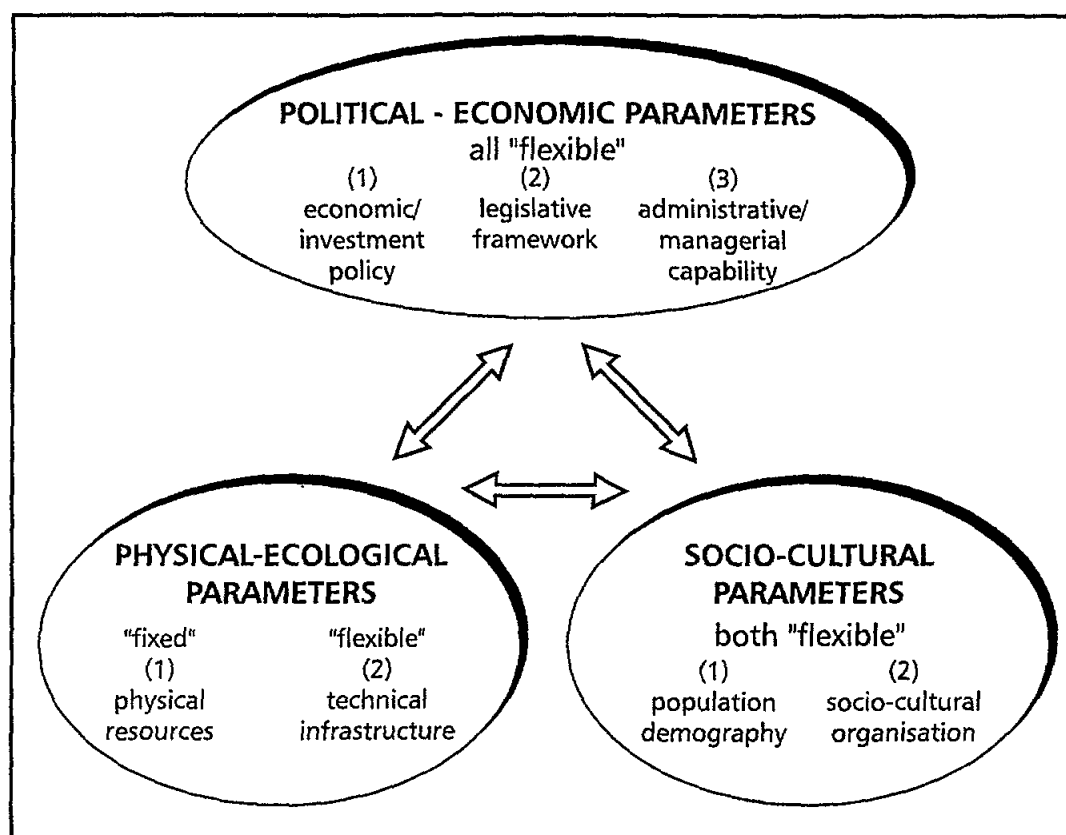 POLITICAL - ECONOMIC PARAMETERS
all "flexible"
(1) (2) (3)
economic/ legislative administrative/
investment framework managerial
policy capability
PHYSICAL-ECOLOGICAL
PARAMETERS
"fixed" "flexible"
(1) (2)
physical technical
resources infrastructure
SOCIO-CULTURAL
PARAMETERS
both "flexible"
(1) (2)
population socio-cultural
demography organisation